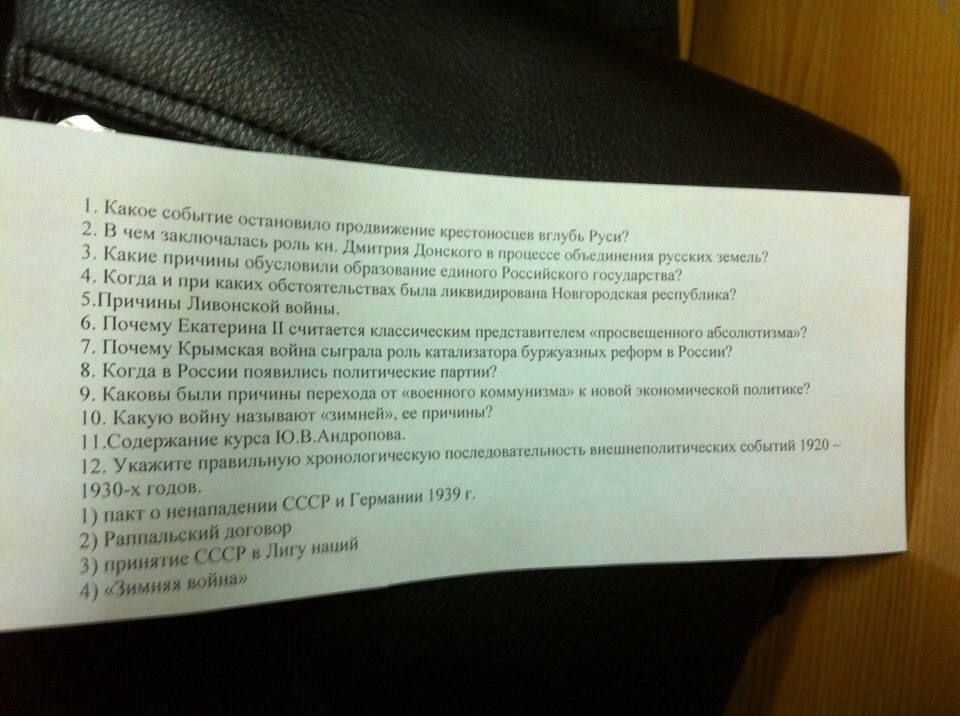 1. Какое событие остановило продвижение крестоносцев вглубь Руси?
2. В чем заключалась роль кн. Дмитрия Донского в процессе объединения русских земель?
3. Какие причины обусловили образование единого Российского государства?
4. Когда и при каких обстоятельствах была ликвидирована Новгородская республика?
5.Причины Ливонской войны.
6. Почему Екатерина II считается классическим представителем «просвещенного абсолютизма»?
7. Почему Крымская война сыграла роль катализатора буржуазных реформ в России?
8. Когда в России появились политические партии?
9. Каковы были причины перехода от «военного коммунизма» к новой экономической политике?
10. Какую войну называют «зимней», ее причины?
11.Содержание курса Ю.В.Андропова.
12. Укажите правильную хронологическую последовательность внешнеполитических событий 1920 –
1930-х годов.
1) пакт о ненападении СССР и Германии 1939 г.
2) Раппальский договор
3) принятие СССР в Лигу наций
4) «Зимняя война»